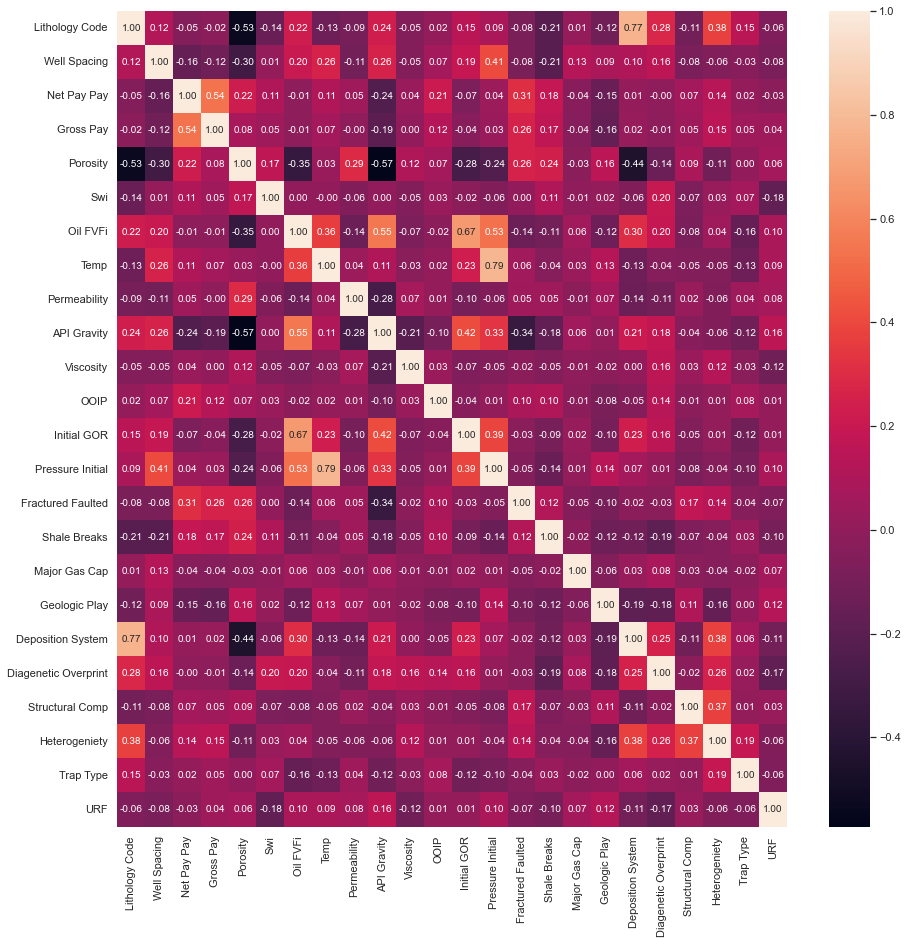 Lithology Code 1.00 0.12 -0.05 -0.02 -0.53 -0.14 0.22 -0.13 -0.09 0.24 -0.05 0.02 0.15 0.09 -0.08 -0.21 0.01 -0.12 0.77 0.28 -0.11 0.38 0.15 -0.06
Well Spacing 0.12 1.00 -0.16 -0.12 -0.30 0.01 0.20 0.26 -0.11 0.26 -0.05 0.07 0.19 0.41 -0.08 -0.21 0.13 0.09 0.10 0.16 -0.08 -0.06 -0.03 -0.08
Net Pay Pay -0.05 -0.16 1.00 0.54 0.22 0.11 -0.01 0.11 0.05 -0.24 0.04 0.21 -0.07 0.04 0.31 0.18 -0.04 -0.15 0.01 -0.00 0.07 0.14 0.02 -0.03
Gross Pay -0.02 -0.12 0.54 1.00 0.08 0.05 -0.01 0.07 -0.00 -0.19 0.00 0.12 -0.04 0.03 0.26 0.17 -0.04 -0.16 0.02 -0.01 0.05 0.15 0.05 0.04
Porosity -0.53 -0.30 0.22 0.08 1.00 0.17 -0.35 0.03 0.29 -0.57 0.12 0.07 -0.28 -0.24 0.26 0.24 -0.03 0.16 -0.44 -0.14 0.09 -0.11 0.00 0.06
Swi -0.14 0.01 0.11 0.05 0.17 1.00 0.00 -0.00 -0.06 0.00 -0.05 0.03 -0.02 -0.06 0.00 0.11 -0.01 0.02 -0.06 0.20 -0.07 0.03 0.07 -0.18
Oil FVFi 0.22 0.20 -0.01 -0.01 -0.35 0.00 1.00 0.36 -0.14 0.55 -0.07 -0.02 0.67 0.53 -0.14 -0.11 0.06 -0.12 0.30 0.20 -0.08 0.04 -0.16 0.10
Temp -0.13 0.26 0.11 0.07 0.03 -0.00 0.36 1.00 0.04 0.11 -0.03 0.02 0.23 0.79 0.06 -0.04 0.03 0.13 -0.13 -0.04 -0.05 -0.05 -0.13 0.09
Permeability -0.09 -0.11 0.05 -0.00 0.29 -0.06 -0.14 0.04 1.00 -0.28 0.07 0.01 -0.10 -0.06 0.05 0.05 -0.01 0.07 -0.14 -0.11 0.02 -0.06 0.04 0.08
API Gravity 0.24 0.26 -0.24 -0.19 -0.57 0.00 0.55 0.11 -0.28 1.00 -0.21 -0.10 0.42 0.33 -0.34 -0.18 0.06 0.01 0.21 0.18 -0.04 -0.06 -0.12 0.16
Viscosity -0.05 -0.05 0.04 0.00 0.12 -0.05 -0.07 -0.03 0.07 -0.21 1.00 0.03 -0.07 -0.05 -0.02 -0.05 -0.01 -0.02 0.00 0.16 0.03 0.12 -0.03 -0.12
OOIP 0.02 0.07 0.21 0.12 0.07 0.03 -0.02 0.02 0.01 -0.10 0.03 1.00 -0.04 0.01 0.10 0.10 -0.01 -0.08 -0.05 0.14 -0.01 0.01 0.08 0.01
Initial GOR 0.15 0.19 -0.07 -0.04 -0.28 -0.02 0.67 0.23 -0.10 0.42 -0.07 -0.04 1.00 0.39 -0.03 -0.09 0.02 -0.10 0.23 0.16 -0.05 0.01 -0.12 0.01
Pressure Initial 0.09 0.41 0.04 0.03 -0.24 -0.06 0.53 0.79 -0.06 0.33 -0.05 0.01 0.39 1.00 -0.05 -0.14 0.01 0.14 0.07 0.01 -0.08 -0.04 -0.10 0.10
Fractured Faulted -0.08 -0.08 0.31 0.26 0.26 0.00 -0.14 0.06 0.05 -0.34 -0.02 0.10 -0.03 -0.05 1.00 0.12 -0.05 -0.10 -0.02 -0.03 0.17 0.14 -0.04 -0.07
Shale Breaks -0.21 -0.21 0.18 0.17 0.24 0.11 -0.11 -0.04 0.05 -0.18 -0.05 0.10 -0.09 -0.14 0.12 1.00 -0.02 -0.12 -0.12 -0.19 -0.07 -0.04 0.03 -0.10
Major Gas Cap 0.01 0.13 -0.04 -0.04 -0.03 -0.01 0.06 0.03 -0.01 0.06 -0.01 -0.01 0.02 0.01 -0.05 -0.02 1.00 -0.06 0.03 0.08 -0.03 -0.04 -0.02 0.07
Geologic Play -0.12 0.09 -0.15 -0.16 0.16 0.02 -0.12 0.13 0.07 0.01 -0.02 -0.08 -0.10 0.14 -0.10 -0.12 -0.06 1.00 -0.19 -0.18 0.11 -0.16 0.00 0.12
Deposition System 0.77 0.10 0.01 0.02 -0.44 -0.06 0.30 -0.13 -0.14 0.21 0.00 -0.05 0.23 0.07 -0.02 -0.12 0.03 -0.19 1.00 0.25 -0.11 0.38 0.06 -0.11
Diagenetic Overprint 0.28 0.16 -0.00 -0.01 -0.14 0.20 0.20 -0.04 -0.11 0.18 0.16 0.14 0.16 0.01 -0.03 -0.19 0.08 -0.18 0.25 1.00 -0.02 0.26 0.02 -0.17
Structural Comp -0.11 -0.08 0.07 0.05 0.09 -0.07 -0.08 -0.05 0.02 -0.04 0.03 -0.01 -0.05 -0.08 0.17 -0.07 -0.03 0.11 -0.11 -0.02 1.00 0.37 0.01 0.03
Heterogeniety 0.38 -0.06 0.14 0.15 -0.11 0.03 0.04 -0.05 -0.06 -0.06 0.12 0.01 0.01 -0.04 0.14 -0.04 -0.04 -0.16 0.38 0.26 0.37 1.00 0.19 -0.06
Trap Type 0.15 -0.03 0.02 0.05 0.00 0.07 -0.16 -0.13 0.04 -0.12 -0.03 0.08 -0.12 -0.10 -0.04 0.03 -0.02 0.00 0.06 0.02 0.01 0.19 1.00 -0.06
URF -0.06 -0.08 -0.03 0.04 0.06 -0.18 0.10 0.09 0.08 0.16 -0.12 0.01 0.01 0.10 -0.07 -0.10 0.07 0.12 -0.11 -0.17 0.03 -0.06 -0.06 1.00
Lithology Code
Well Spacing
Net Pay Pay
Gross Pay
Porosity
Swi
Oil FVFi
Temp
Permeability
API Gravity
Viscosity
OOIP
Initial GOR
Pressure Initial
Fractured Faulted
Shale Breaks
Major Gas Cap
Geologic Play
Deposition System
Diagenetic Overprint
Structural Comp
Heterogeniety
Trap Type
URF
1.0
0.8
0.6
0.4
0.2
0.0
-0.2
-0.4